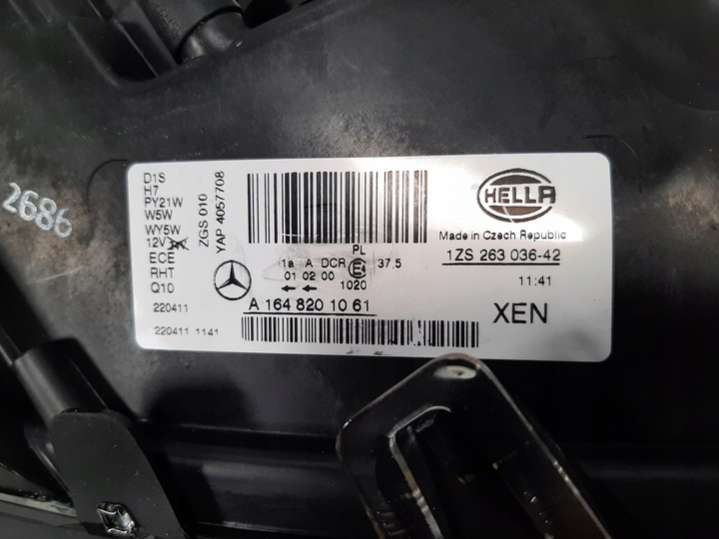 2686
D1S
H7
PY21W
W5W
WY5W
12V
ECE
RHT
Q10
220411
220411 1141
ZGS 010
YAP 4057708
PL
1a A DCR E 37,5
01 02 00
1020
A 164 820 10 61
HELLA
Made in Czech Republic
1ZS 263 036-42
11:41
XEN